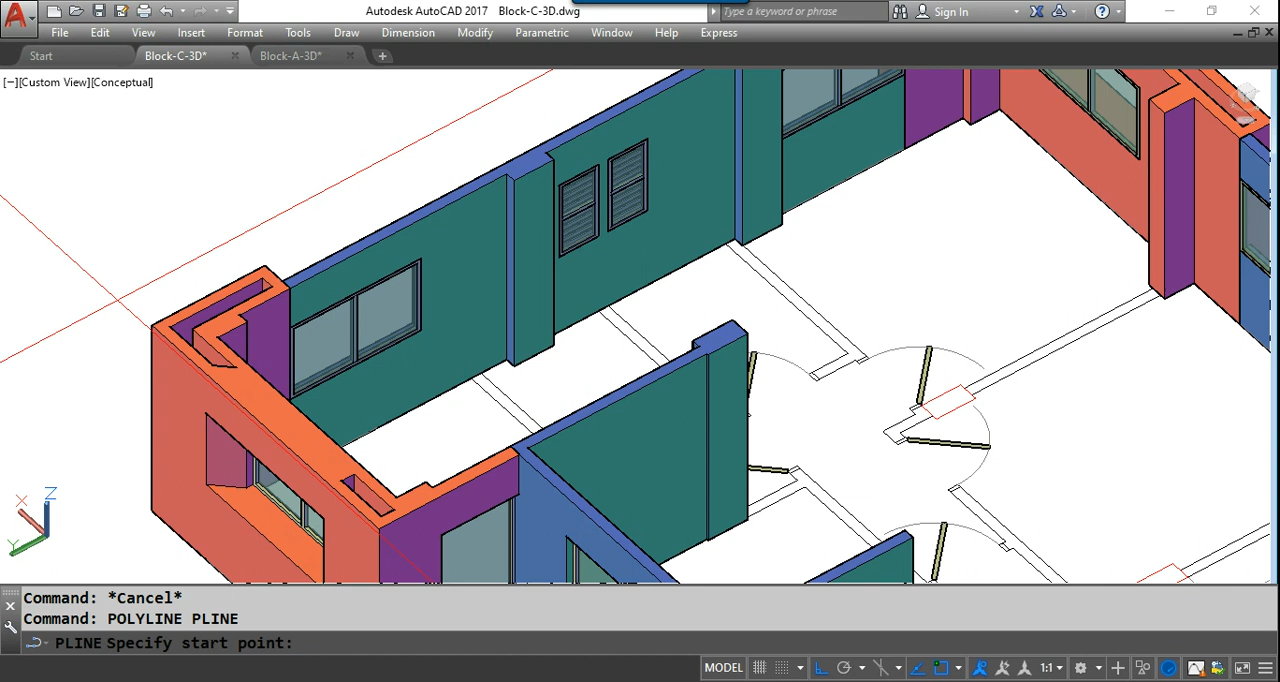 Autodesk AutoCAD 2017 Block-C-3D.dwg
Type a keyword or phrase
Sign In
File Edit View Insert Format Tools Draw Dimension Modify Parametric Window Help Express
Start Block-C-3D* Block-A-3D*
[−][Custom View][Conceptual]
Z
X
Y
Command: *Cancel*
Command: POLYLINE PLINE
PLINE Specify start point:
MODEL 1:1